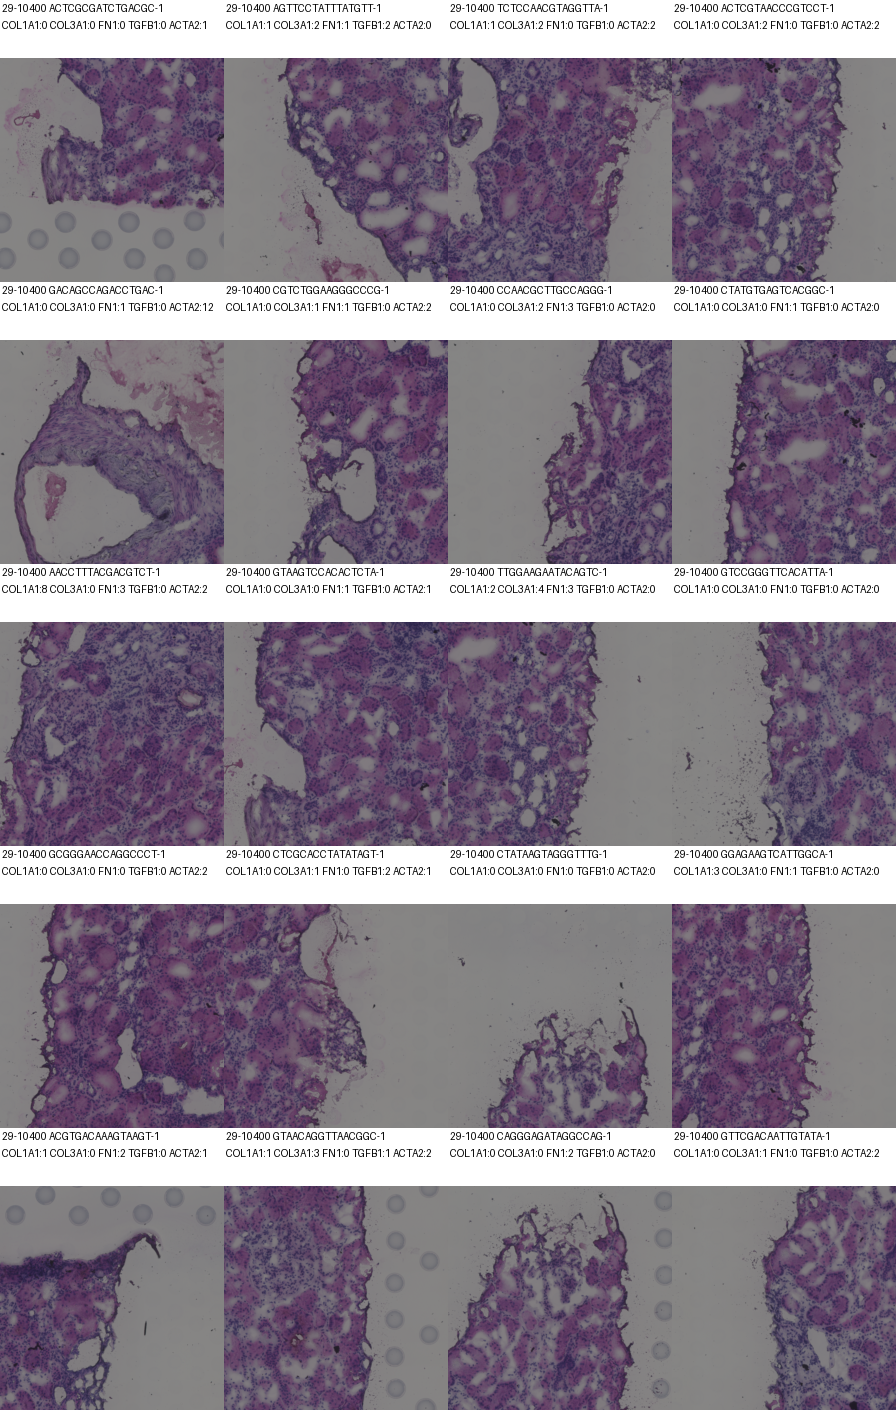 29-10400 ACTCGCGATCTGACGC-1
COL1A1:0 COL3A1:0 FN1:0 TGFB1:0 ACTA2:1
29-10400 AGTTCCTATTTATGTT-1
COL1A1:1 COL3A1:2 FN1:1 TGFB1:2 ACTA2:0
29-10400 TCTCCAACGTAGGTTA-1
COL1A1:1 COL3A1:2 FN1:0 TGFB1:0 ACTA2:2
29-10400 ACTCGTAACCCGTCCT-1
COL1A1:0 COL3A1:2 FN1:0 TGFB1:0 ACTA2:2
29-10400 GACAGCCAGACCTGAC-1
COL1A1:0 COL3A1:0 FN1:1 TGFB1:0 ACTA2:12
29-10400 CGTCTGGAAGGGCCCG-1
COL1A1:0 COL3A1:1 FN1:1 TGFB1:0 ACTA2:2
29-10400 CCAACGCTTGCCAGGG-1
COL1A1:0 COL3A1:2 FN1:3 TGFB1:0 ACTA2:0
29-10400 CTATGTGAGTCACGGC-1
COL1A1:0 COL3A1:0 FN1:1 TGFB1:0 ACTA2:0
29-10400 AACCTTTACGACGTCT-1
COL1A1:8 COL3A1:0 FN1:3 TGFB1:0 ACTA2:2
29-10400 GTAAGTCCACACTCTA-1
COL1A1:0 COL3A1:0 FN1:1 TGFB1:0 ACTA2:1
29-10400 TTGGAAGAATACAGTC-1
COL1A1:2 COL3A1:4 FN1:3 TGFB1:0 ACTA2:0
29-10400 GTCCGGGTTCACATTA-1
COL1A1:0 COL3A1:0 FN1:0 TGFB1:0 ACTA2:0
29-10400 GCGGGAACCAGGCCCT-1
COL1A1:0 COL3A1:0 FN1:0 TGFB1:0 ACTA2:2
29-10400 CTCGCACCTATATAGT-1
COL1A1:0 COL3A1:1 FN1:0 TGFB1:2 ACTA2:1
29-10400 CTATAAGTAGGGTTTG-1
COL1A1:0 COL3A1:0 FN1:0 TGFB1:0 ACTA2:0
29-10400 GGAGAAGTCATTGGCA-1
COL1A1:3 COL3A1:0 FN1:1 TGFB1:0 ACTA2:0
29-10400 ACGTGACAAAGTAAGT-1
COL1A1:1 COL3A1:0 FN1:2 TGFB1:0 ACTA2:1
29-10400 GTAACAGGTTAACGGC-1
COL1A1:1 COL3A1:3 FN1:0 TGFB1:1 ACTA2:2
29-10400 CAGGGAGATAGGCCAG-1
COL1A1:0 COL3A1:0 FN1:2 TGFB1:0 ACTA2:0
29-10400 GTTCGACAATTGTATA-1
COL1A1:0 COL3A1:1 FN1:0 TGFB1:0 ACTA2:2